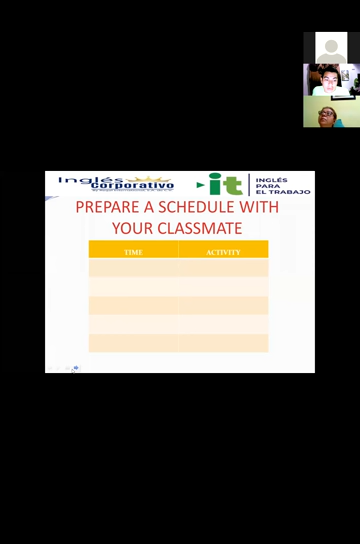 Inglés
Corporativo
it
INGLÉS
PARA
EL TRABAJO
PREPARE A SCHEDULE WITH
YOUR CLASSMATE
TIME ACTIVITY